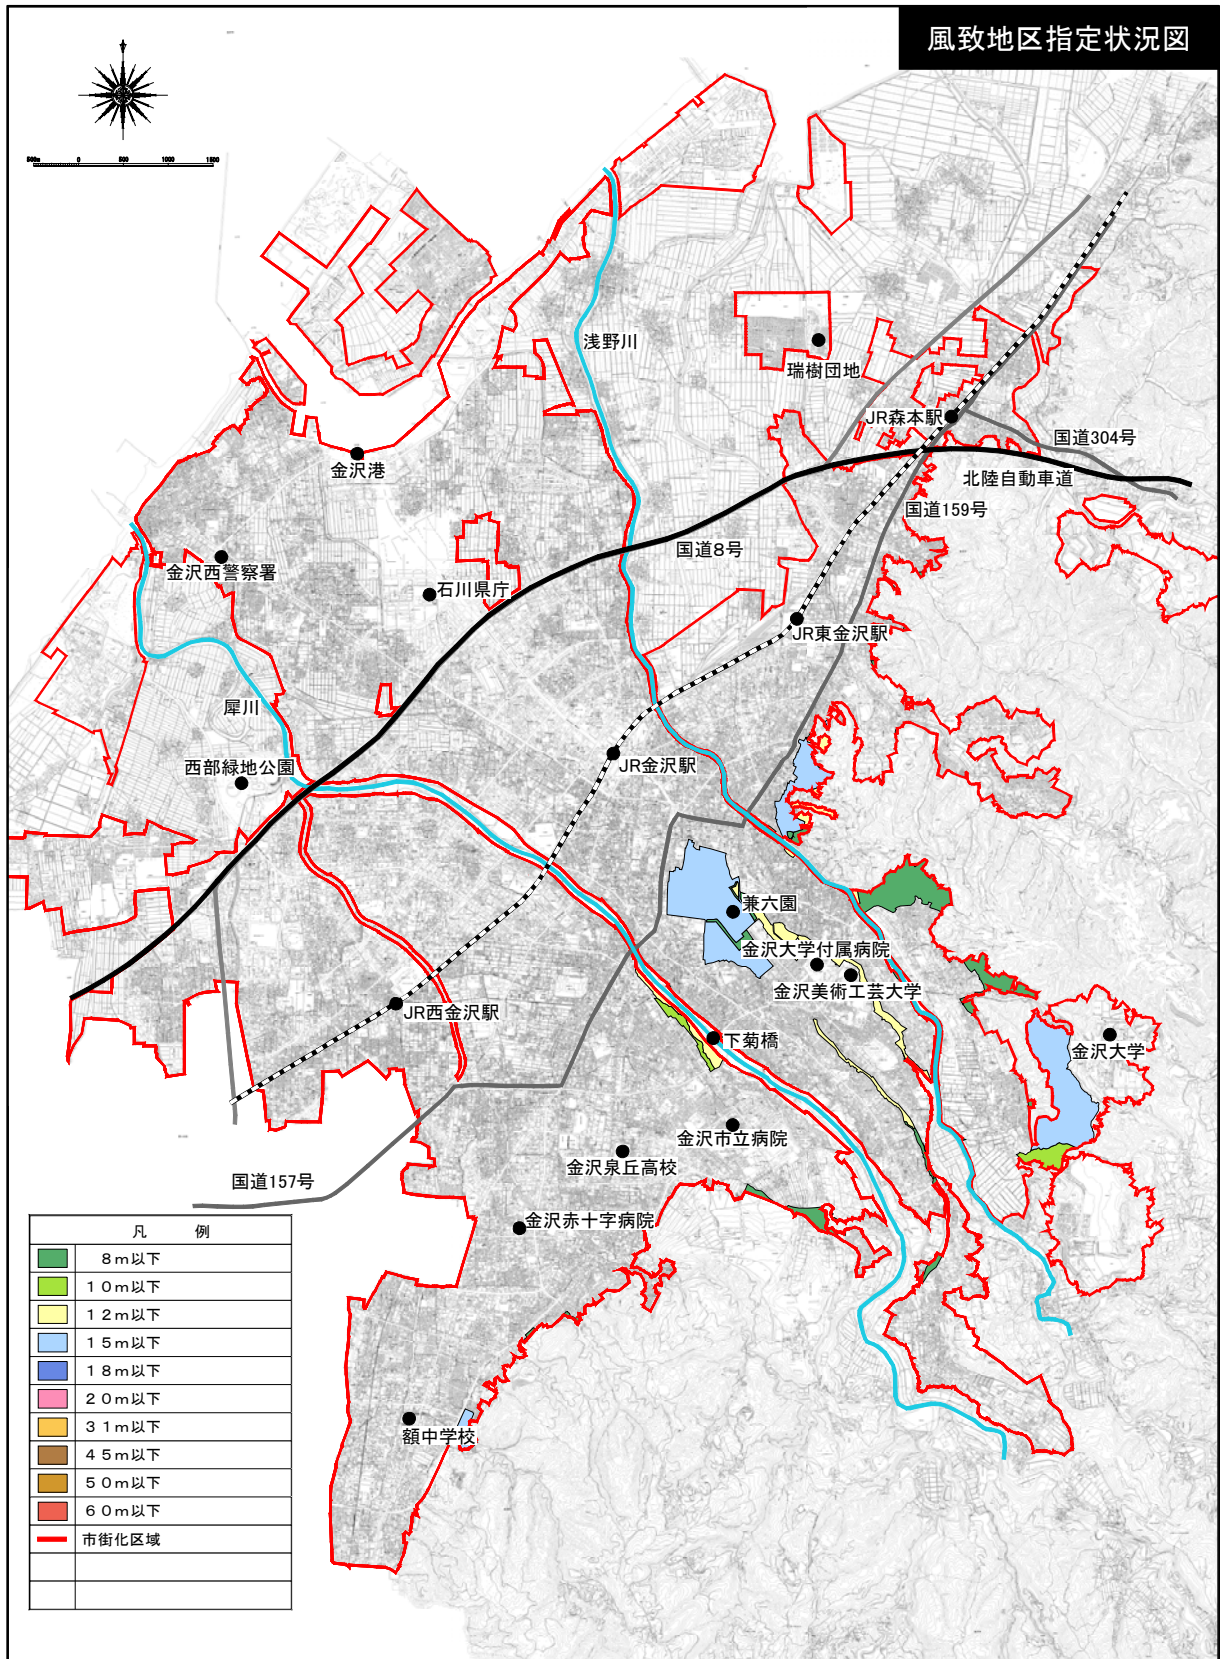 風致地区指定状況図
500m 0 500 1000 1500
浅野川
瑞樹団地
JR森本駅
国道304号
金沢港
北陸自動車道
国道159号
国道8号
金沢西警察署
石川県庁
JR東金沢駅
犀川
JR金沢駅
西部緑地公園
兼六園
金沢大学付属病院
金沢美術工芸大学
JR西金沢駅
下菊橋
金沢大学
金沢市立病院
金沢泉丘高校
国道157号
金沢赤十字病院
額中学校
凡 例
8m以下
10m以下
12m以下
15m以下
18m以下
20m以下
31m以下
45m以下
50m以下
60m以下
市街化区域